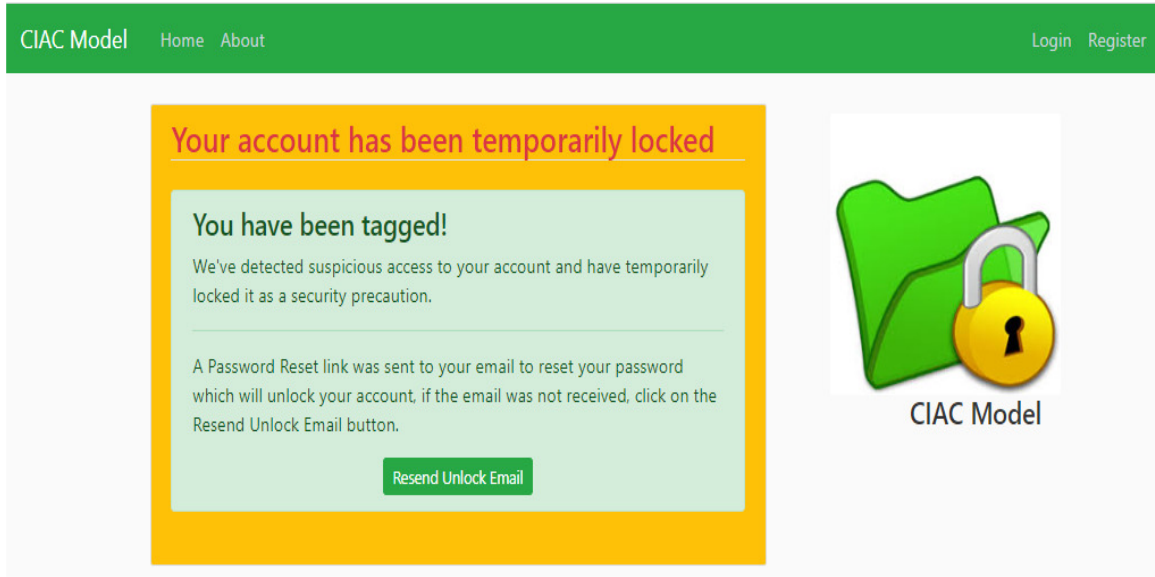 CIAC Model Home About Login Register
Your account has been temporarily locked
You have been tagged!
We've detected suspicious access to your account and have temporarily
locked it as a security precaution.
A Password Reset link was sent to your email to reset your password
which will unlock your account, if the email was not received, click on the
Resend Unlock Email button.
Resend Unlock Email
CIAC Model